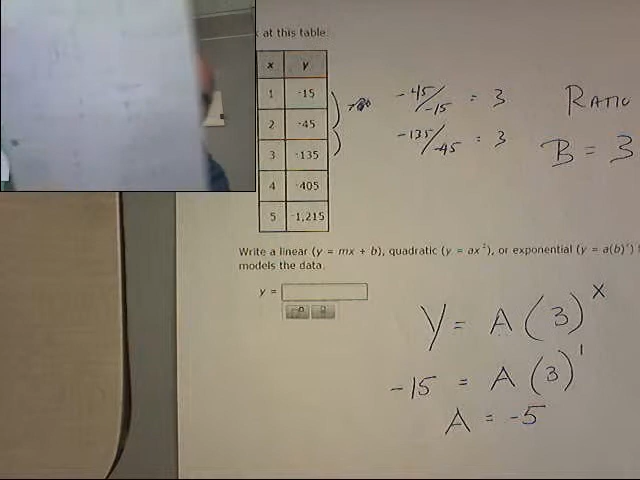 at this table:
x y
1 -15
2 -45
3 -135
4 -405
5 -1,215
-45/-15 = 3
-135/-45 = 3
RATIO
B = 3
Write a linear (y = mx + b), quadratic (y = ax²), or exponential (y = a(b)ˣ)
models the data.
y =
Y = A(3)ˣ
-15 = A(3)¹
A = -5